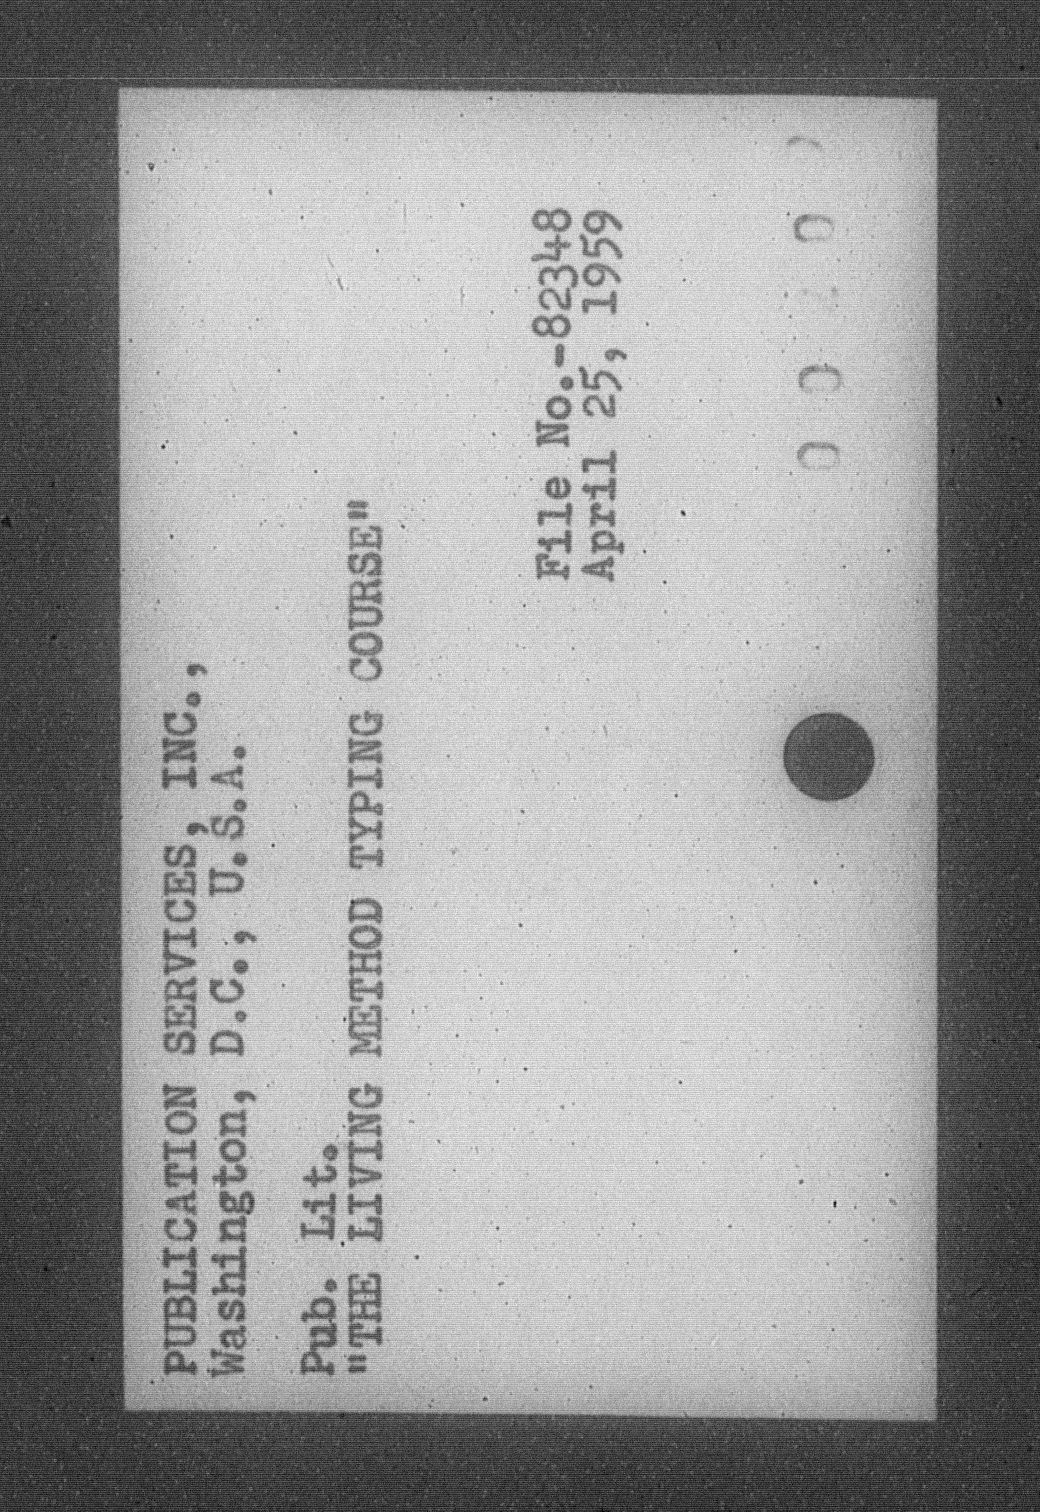 PUBLICATION SERVICES, INC.,
Washington, D.C., U.S.A.
Pub. Lit.
"THE LIVING METHOD TYPING COURSE"
File No.-82348
April 25, 1959